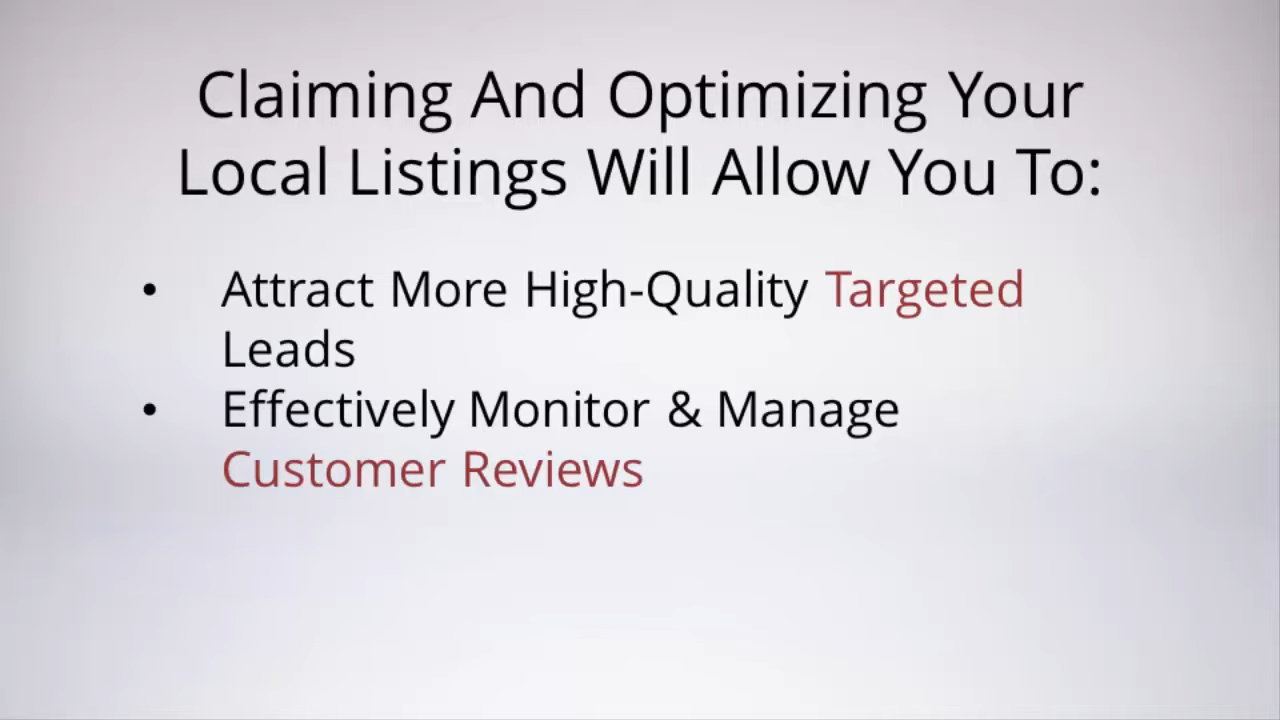 Claiming And Optimizing Your
Local Listings Will Allow You To:
• Attract More High-Quality Targeted
Leads
• Effectively Monitor & Manage
Customer Reviews